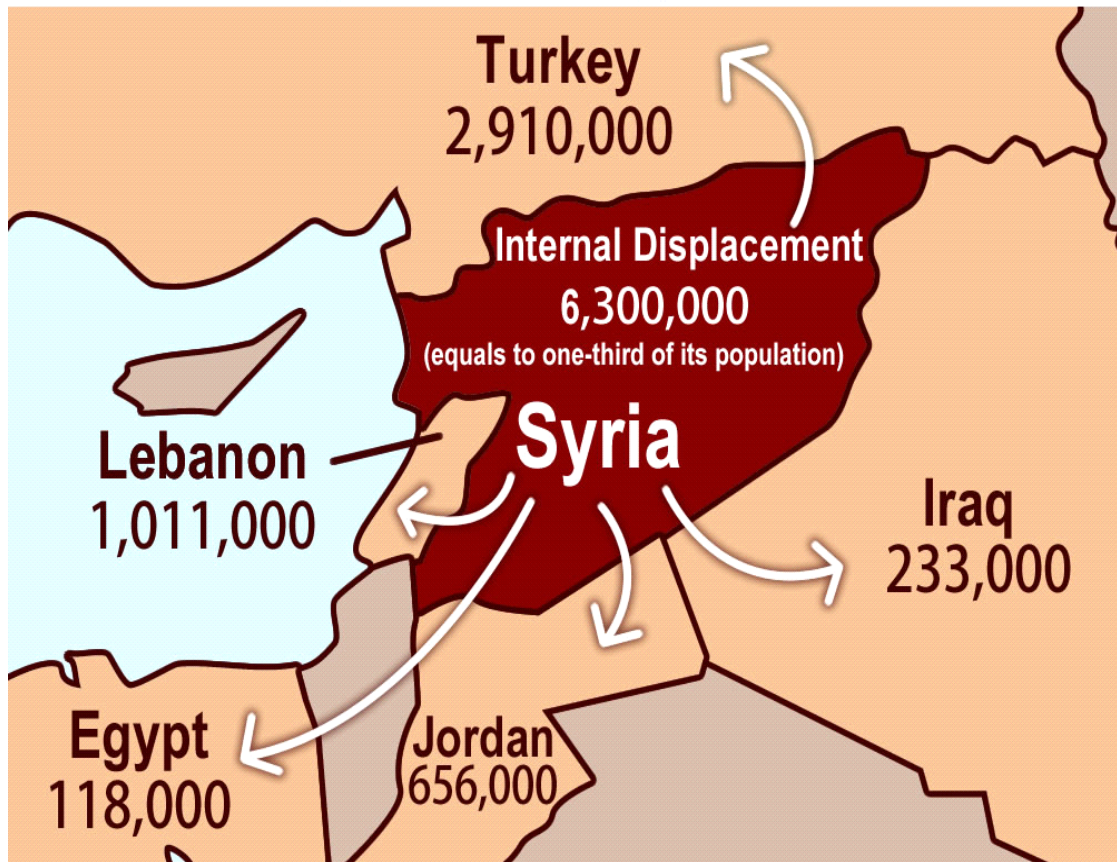 Turkey
2,910,000
Internal Displacement
6,300,000
(equals to one-third of its population)
Syria
Lebanon
1,011,000
Iraq
233,000
Egypt
118,000
Jordan
656,000